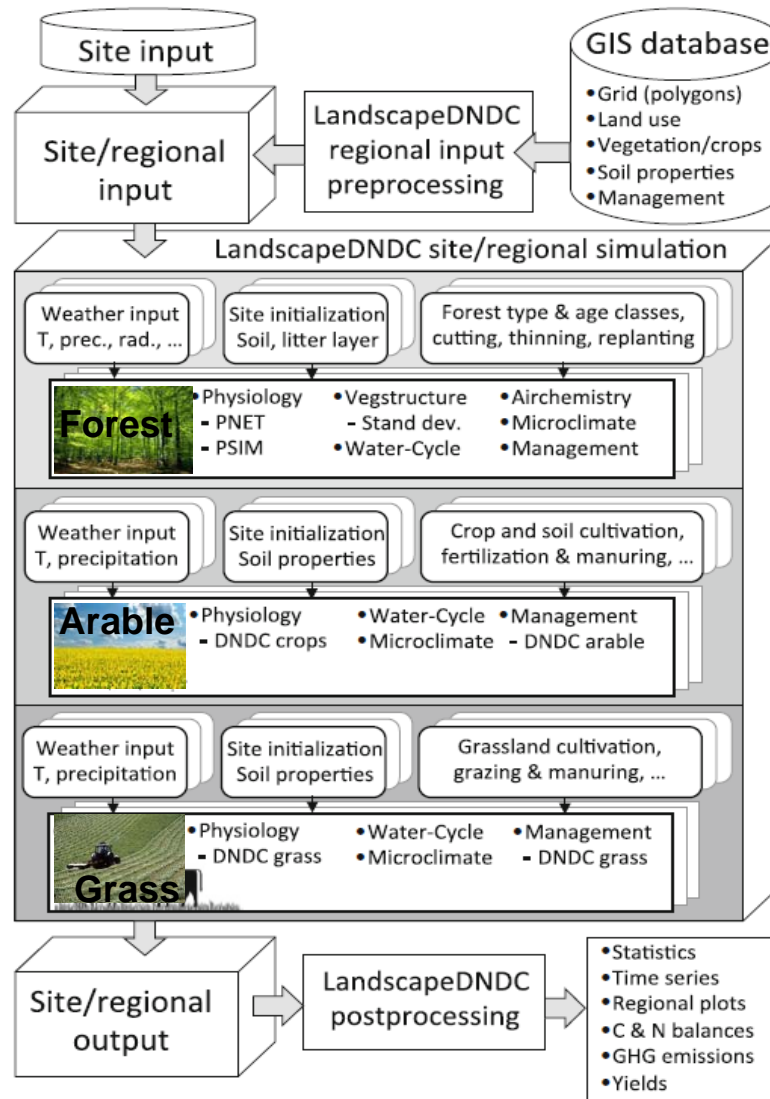 Site input
GIS database
•Grid (polygons)
•Land use
•Vegetation/crops
•Soil properties
•Management
LandscapeDNDC
regional input
preprocessing
Site/regional
input
LandscapeDNDC site/regional simulation
Weather input
T, prec., rad., ...
Site initialization
Soil, litter layer
Forest type & age classes,
cutting, thinning, replanting
Forest
•Physiology
- PNET
- PSIM
•Vegstructure
- Stand dev.
•Water-Cycle
•Airchemistry
•Microclimate
•Management
Weather input
T, precipitation
Site initialization
Soil properties
Crop and soil cultivation,
fertilization & manuring, ...
Arable
•Physiology
- DNDC crops
•Water-Cycle
•Microclimate
•Management
- DNDC arable
Weather input
T, precipitation
Site initialization
Soil properties
Grassland cultivation,
grazing & manuring, ...
Grass
•Physiology
- DNDC grass
•Water-Cycle
•Microclimate
•Management
- DNDC grass
Site/regional
output
LandscapeDNDC
postprocessing
•Statistics
•Time series
•Regional plots
•C & N balances
•GHG emissions
•Yields